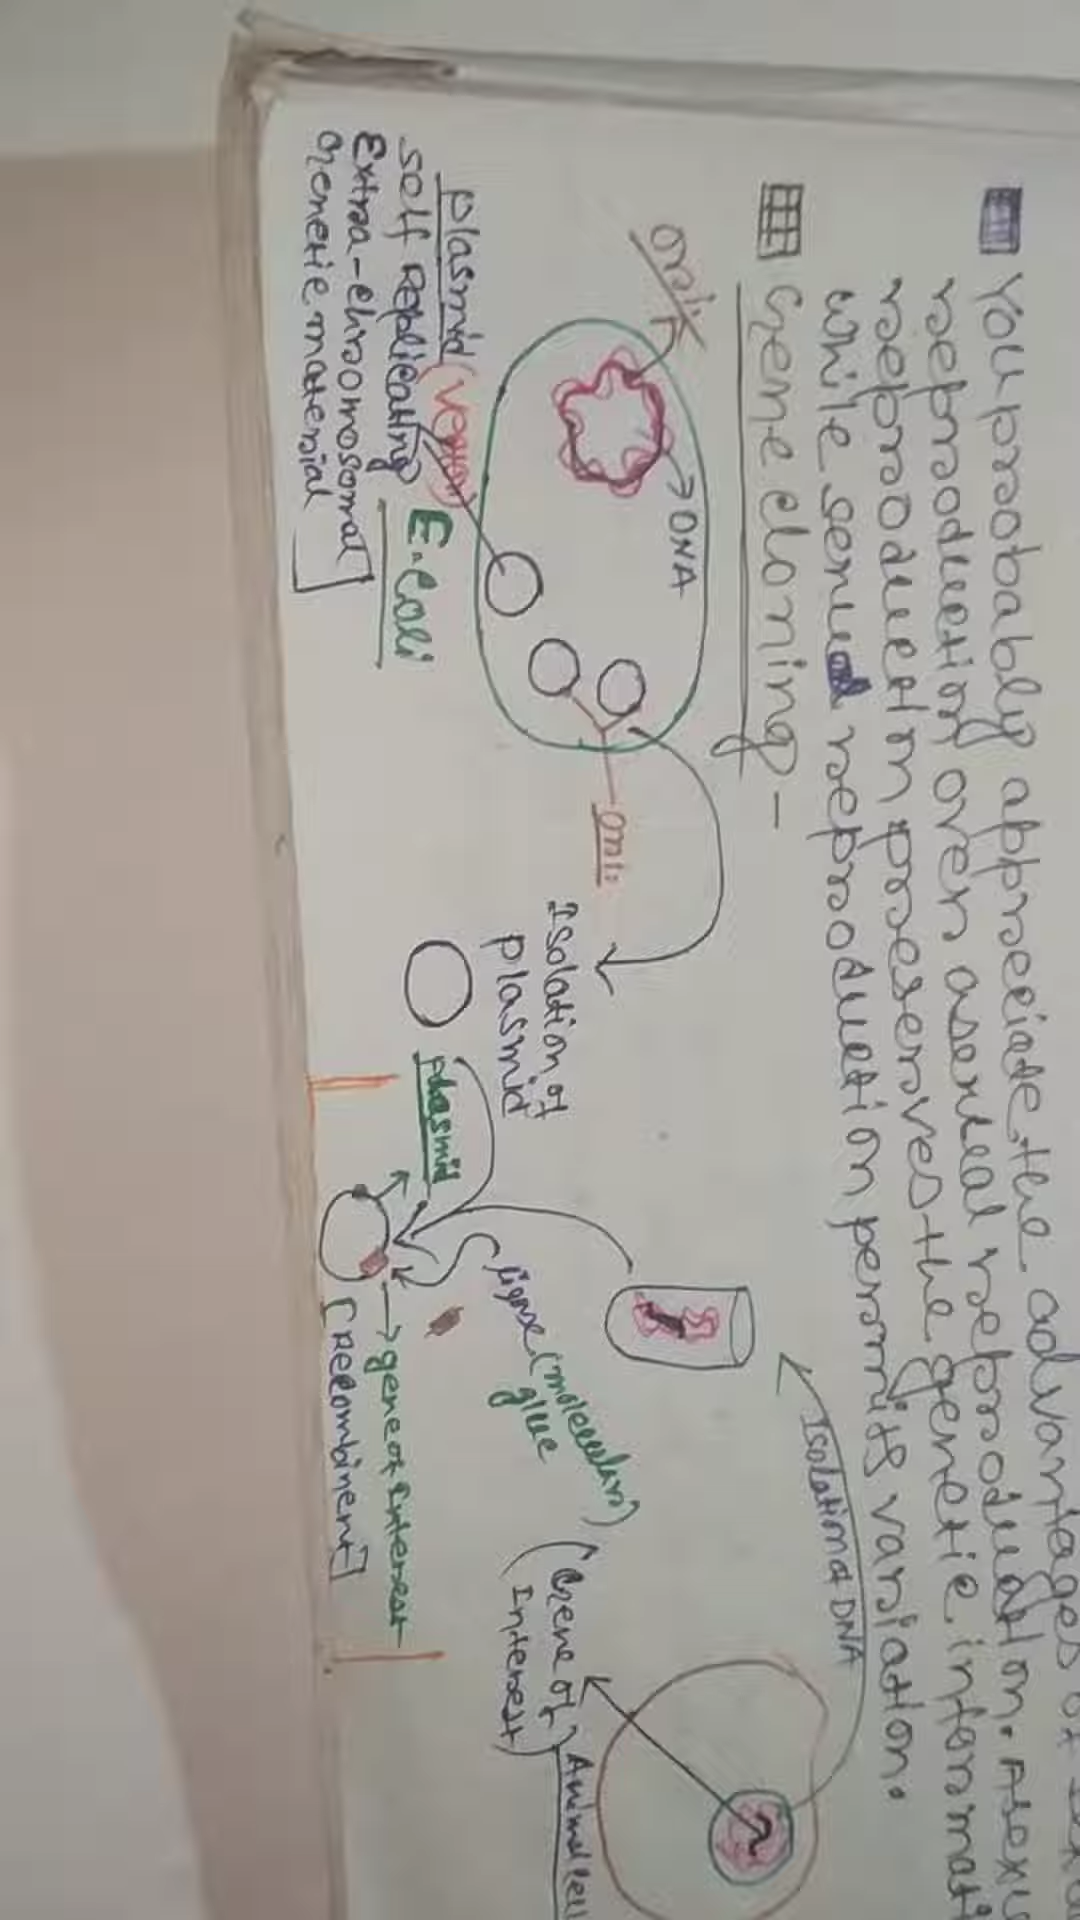 You probably appreciate the advantages of
reproduction over asexual reproduction. Asexu
reproduction preserves the genetic informati
while sexual reproduction permits variation.
Gene cloning -
ori
DNA
ori
plasmid (vector)
self Replicating
Extra-chromosomal
Genetic material
E.coli
Isolation of
plasmid
plasmid
Isolation of DNA
ligase (molecular)
glue
gene of Interest
[Recombinent]
(Gene of
Interest)
Animal cell